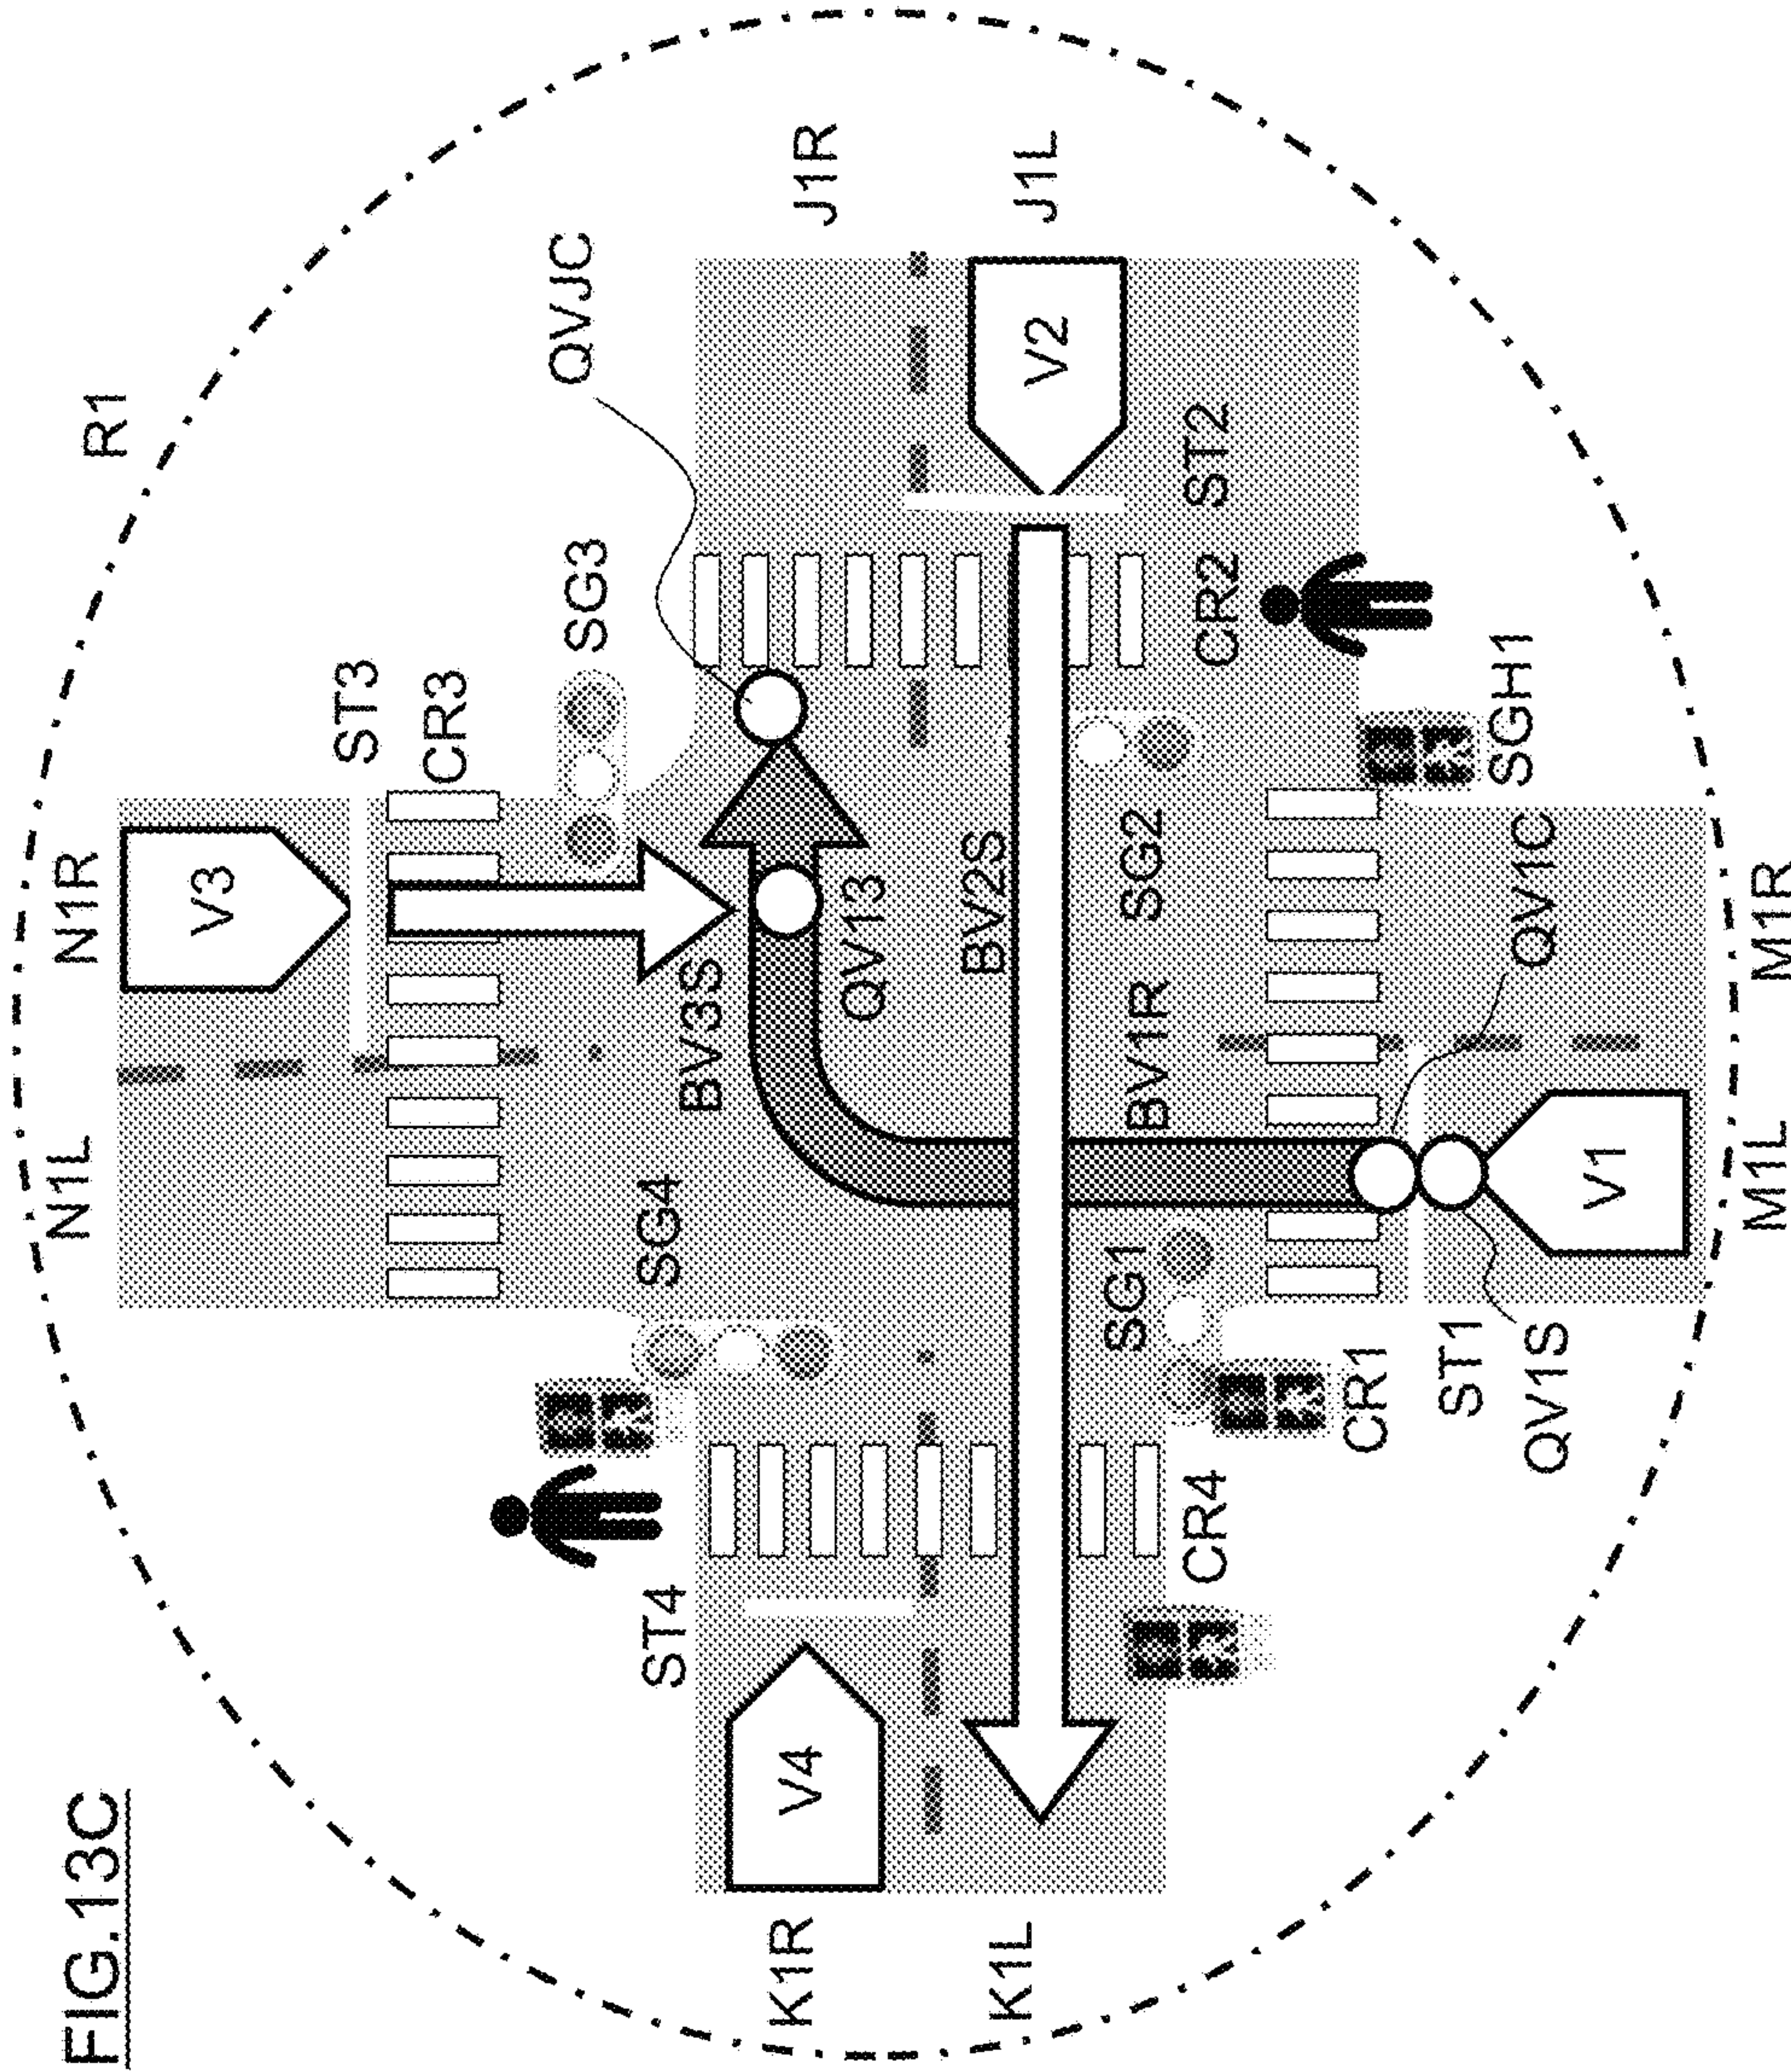 FIG.13C
R1
N1L
N1R
V3
ST3
CR3
SG3
QVJC
J1R
J1L
V2
ST2
CR2
SGH1
SG4
BV3S
QV13
BV2S
SG2
BV1R
QV1C
SG1
ST4
V4
K1R
K1L
CR4
CR1
ST1
QV1S
V1
M1L
M1R